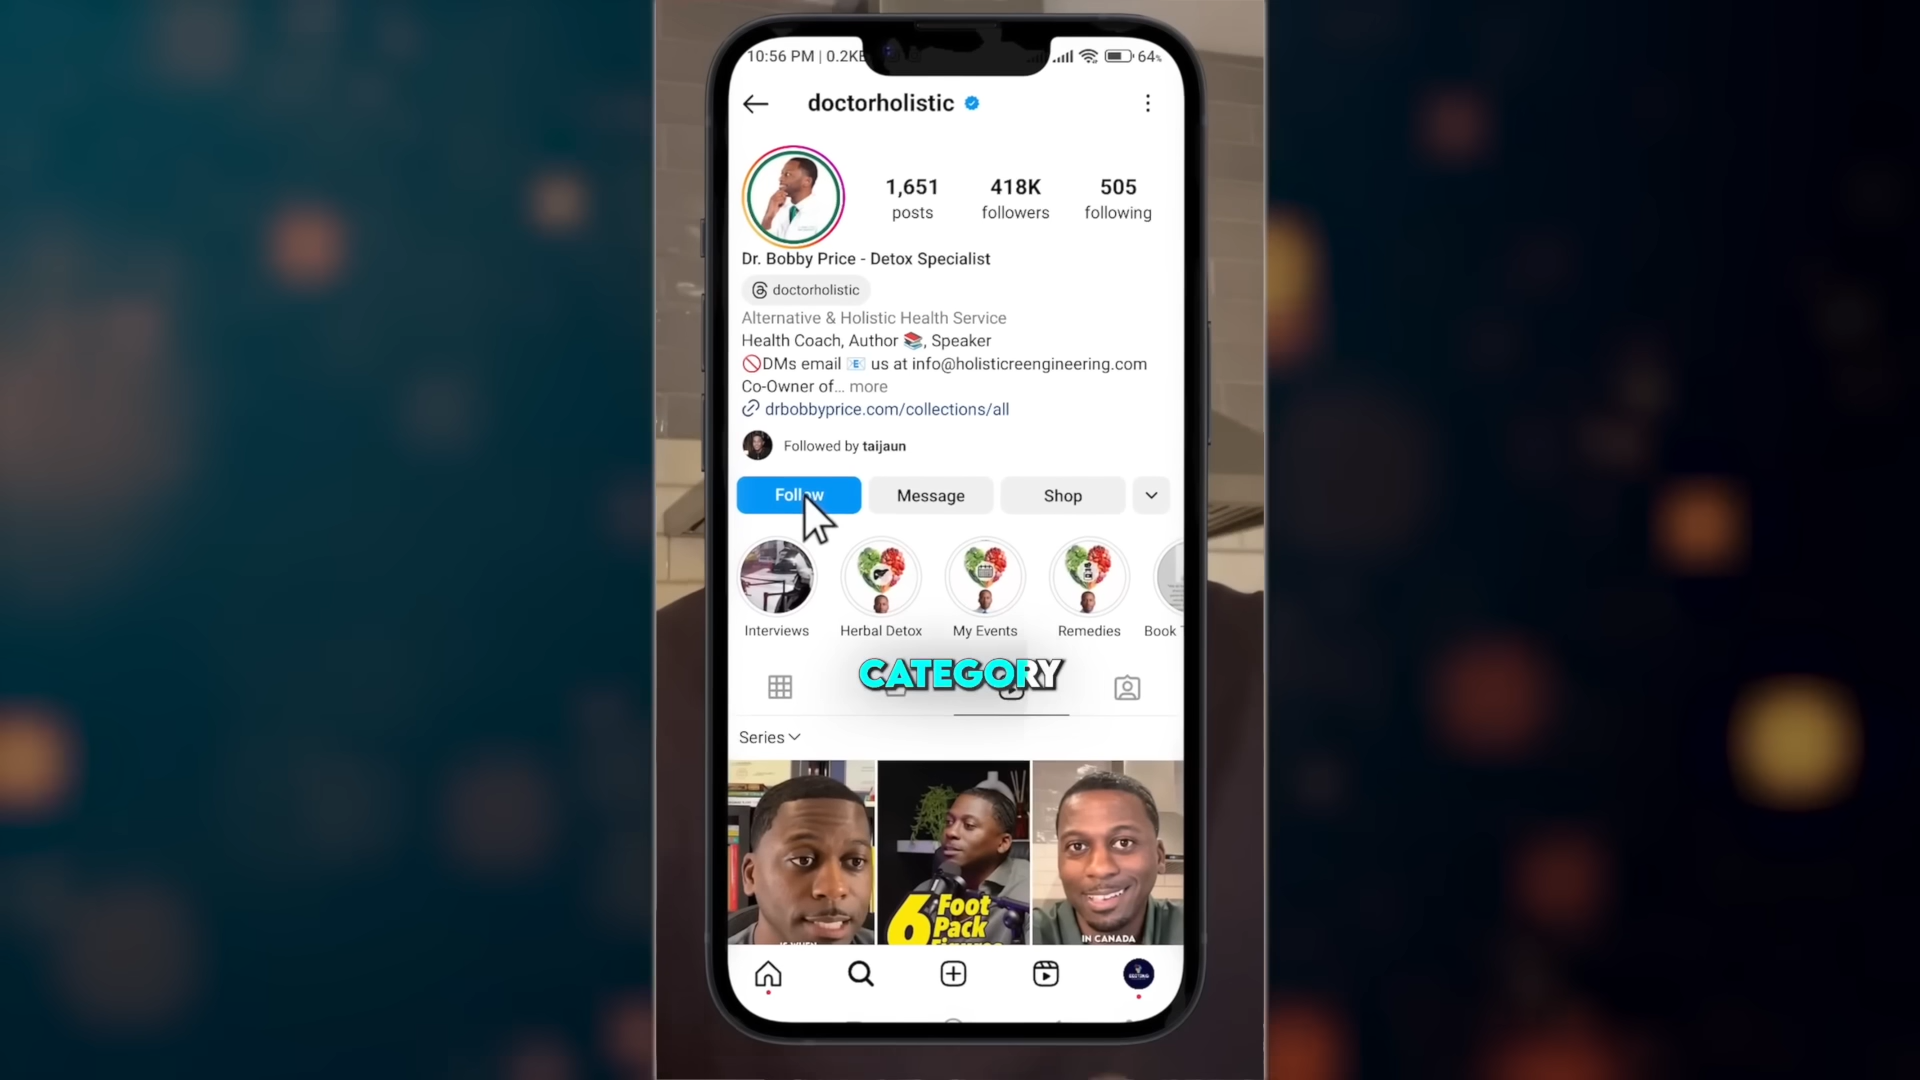 10:56 PM | 0.2KB
64%
doctorholistic
1,651
posts
418K
followers
505
following
Dr. Bobby Price - Detox Specialist
doctorholistic
Alternative & Holistic Health Service
Health Coach, Author 📚, Speaker
🚫DMs email 📧 us at info@holisticreengineering.com
Co-Owner of... more
drbobbyprice.com/collections/all
Followed by taijaun
Follow
Message
Shop
Interviews
Herbal Detox
My Events
Remedies
Book
CATEGORY
Series
IS WHEN
6 Foot
Pack
IN CANADA